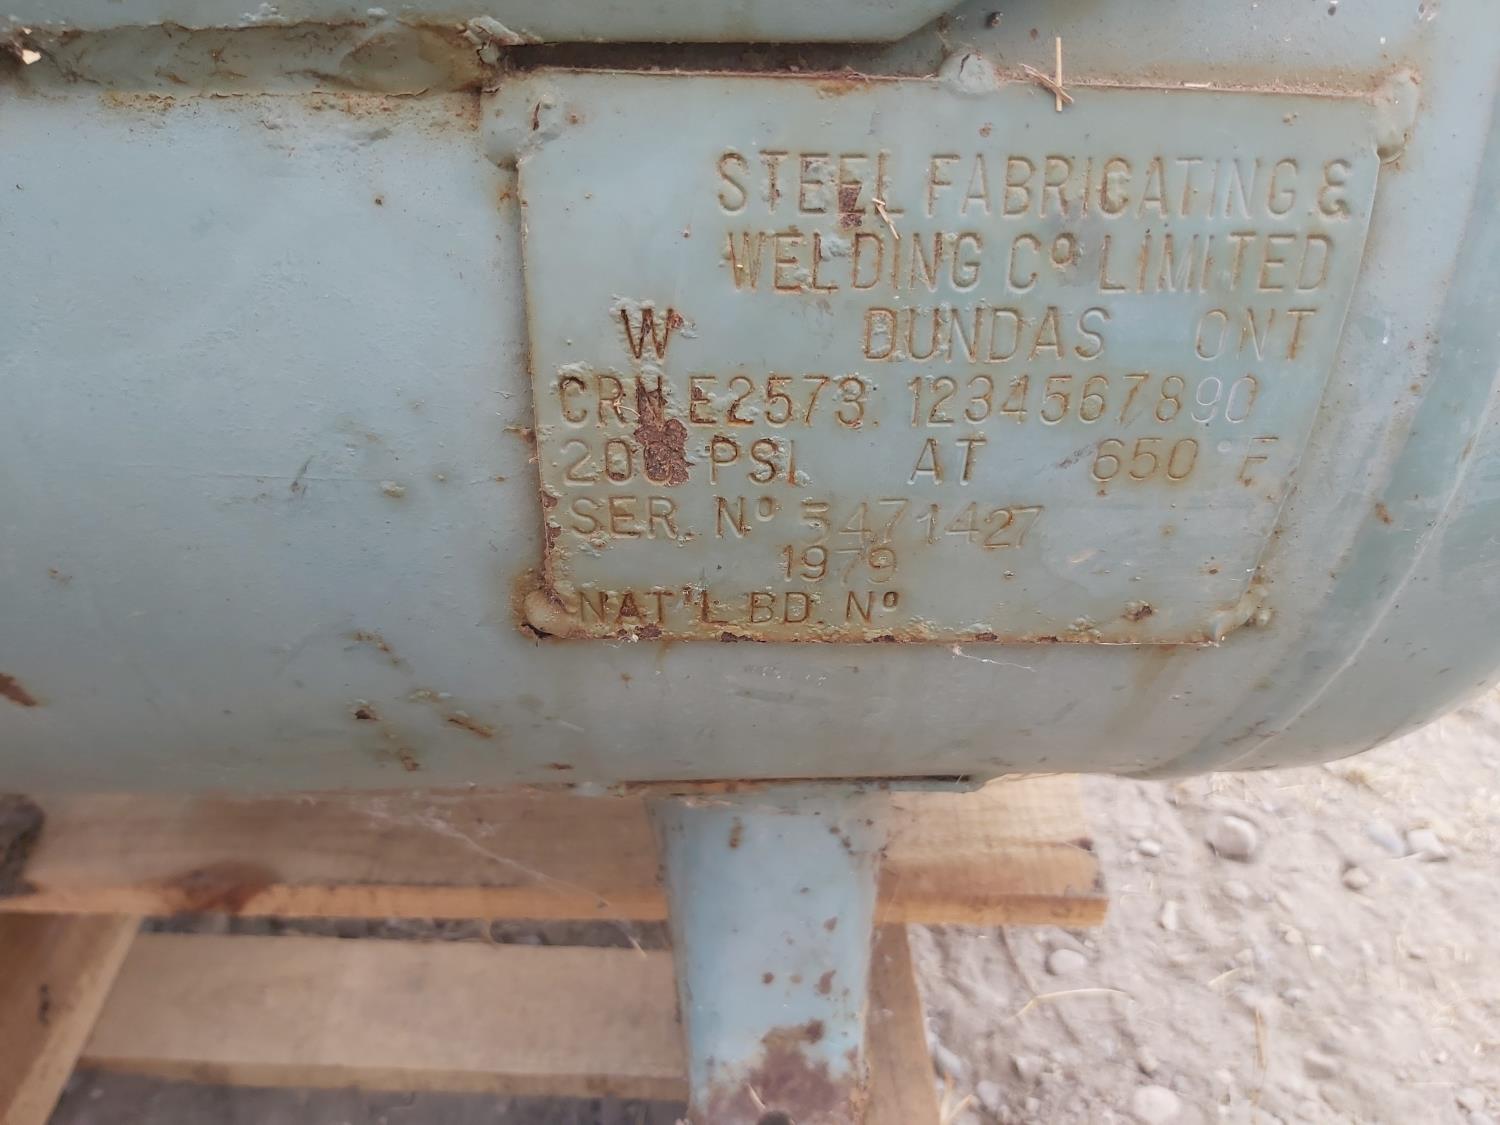 STEEL FABRICATING &
WELDING Cº LIMITED
W DUNDAS ONT
CRN E2573. 1234567890
200 PSI AT 650 °F
SER. Nº 5471427
1979
NAT'L BD. Nº